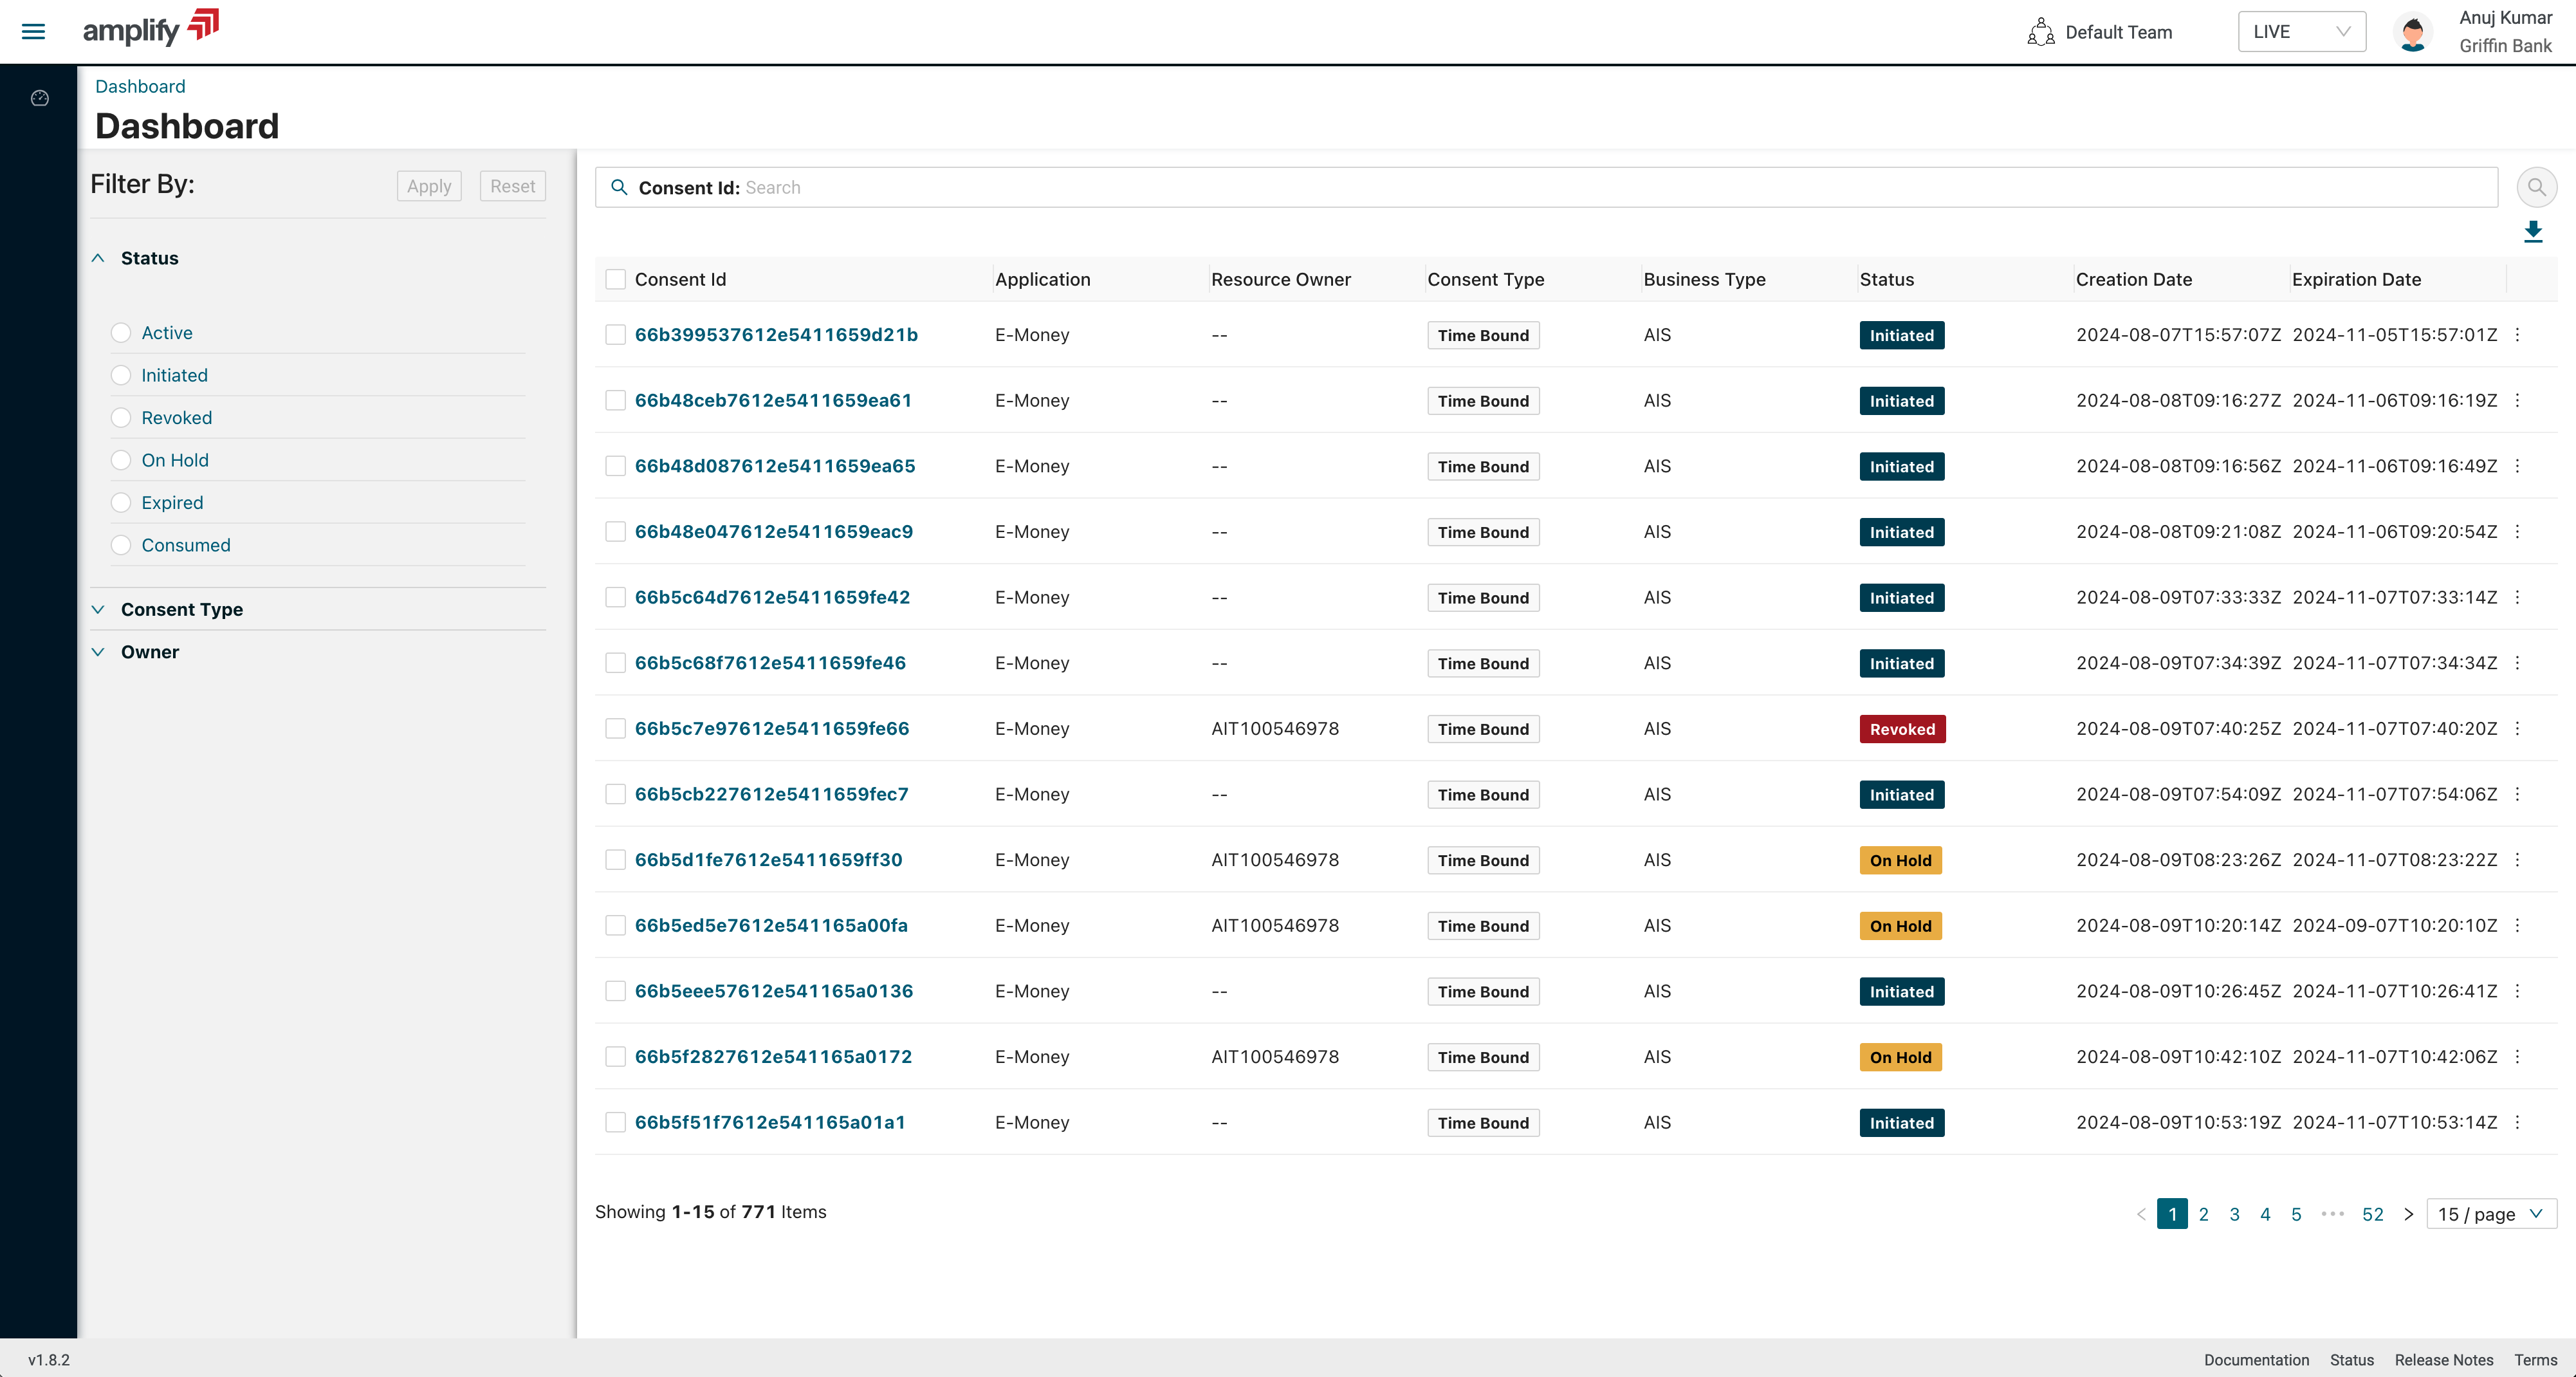 amplify
Default Team
LIVE
Anuj Kumar
Griffin Bank
Dashboard
Dashboard
Filter By:
Apply
Reset
Status
Active
Initiated
Revoked
On Hold
Expired
Consumed
Consent Type
Owner
Consent Id: Search
Consent Id Application Resource Owner Consent Type Business Type Status Creation Date Expiration Date
66b399537612e5411659d21b E-Money -- Time Bound AIS Initiated 2024-08-07T15:57:07Z 2024-11-05T15:57:01Z
66b48ceb7612e5411659ea61 E-Money -- Time Bound AIS Initiated 2024-08-08T09:16:27Z 2024-11-06T09:16:19Z
66b48d087612e5411659ea65 E-Money -- Time Bound AIS Initiated 2024-08-08T09:16:56Z 2024-11-06T09:16:49Z
66b48e047612e5411659eac9 E-Money -- Time Bound AIS Initiated 2024-08-08T09:21:08Z 2024-11-06T09:20:54Z
66b5c64d7612e5411659fe42 E-Money -- Time Bound AIS Initiated 2024-08-09T07:33:33Z 2024-11-07T07:33:14Z
66b5c68f7612e5411659fe46 E-Money -- Time Bound AIS Initiated 2024-08-09T07:34:39Z 2024-11-07T07:34:34Z
66b5c7e97612e5411659fe66 E-Money AIT100546978 Time Bound AIS Revoked 2024-08-09T07:40:25Z 2024-11-07T07:40:20Z
66b5cb227612e5411659fec7 E-Money -- Time Bound AIS Initiated 2024-08-09T07:54:09Z 2024-11-07T07:54:06Z
66b5d1fe7612e5411659ff30 E-Money AIT100546978 Time Bound AIS On Hold 2024-08-09T08:23:26Z 2024-11-07T08:23:22Z
66b5ed5e7612e541165a00fa E-Money AIT100546978 Time Bound AIS On Hold 2024-08-09T10:20:14Z 2024-09-07T10:20:10Z
66b5eee57612e541165a0136 E-Money -- Time Bound AIS Initiated 2024-08-09T10:26:45Z 2024-11-07T10:26:41Z
66b5f2827612e541165a0172 E-Money AIT100546978 Time Bound AIS On Hold 2024-08-09T10:42:10Z 2024-11-07T10:42:06Z
66b5f51f7612e541165a01a1 E-Money -- Time Bound AIS Initiated 2024-08-09T10:53:19Z 2024-11-07T10:53:14Z
Showing 1-15 of 771 Items
1 2 3 4 5 ••• 52 15 / page
v1.8.2
Documentation Status Release Notes Terms